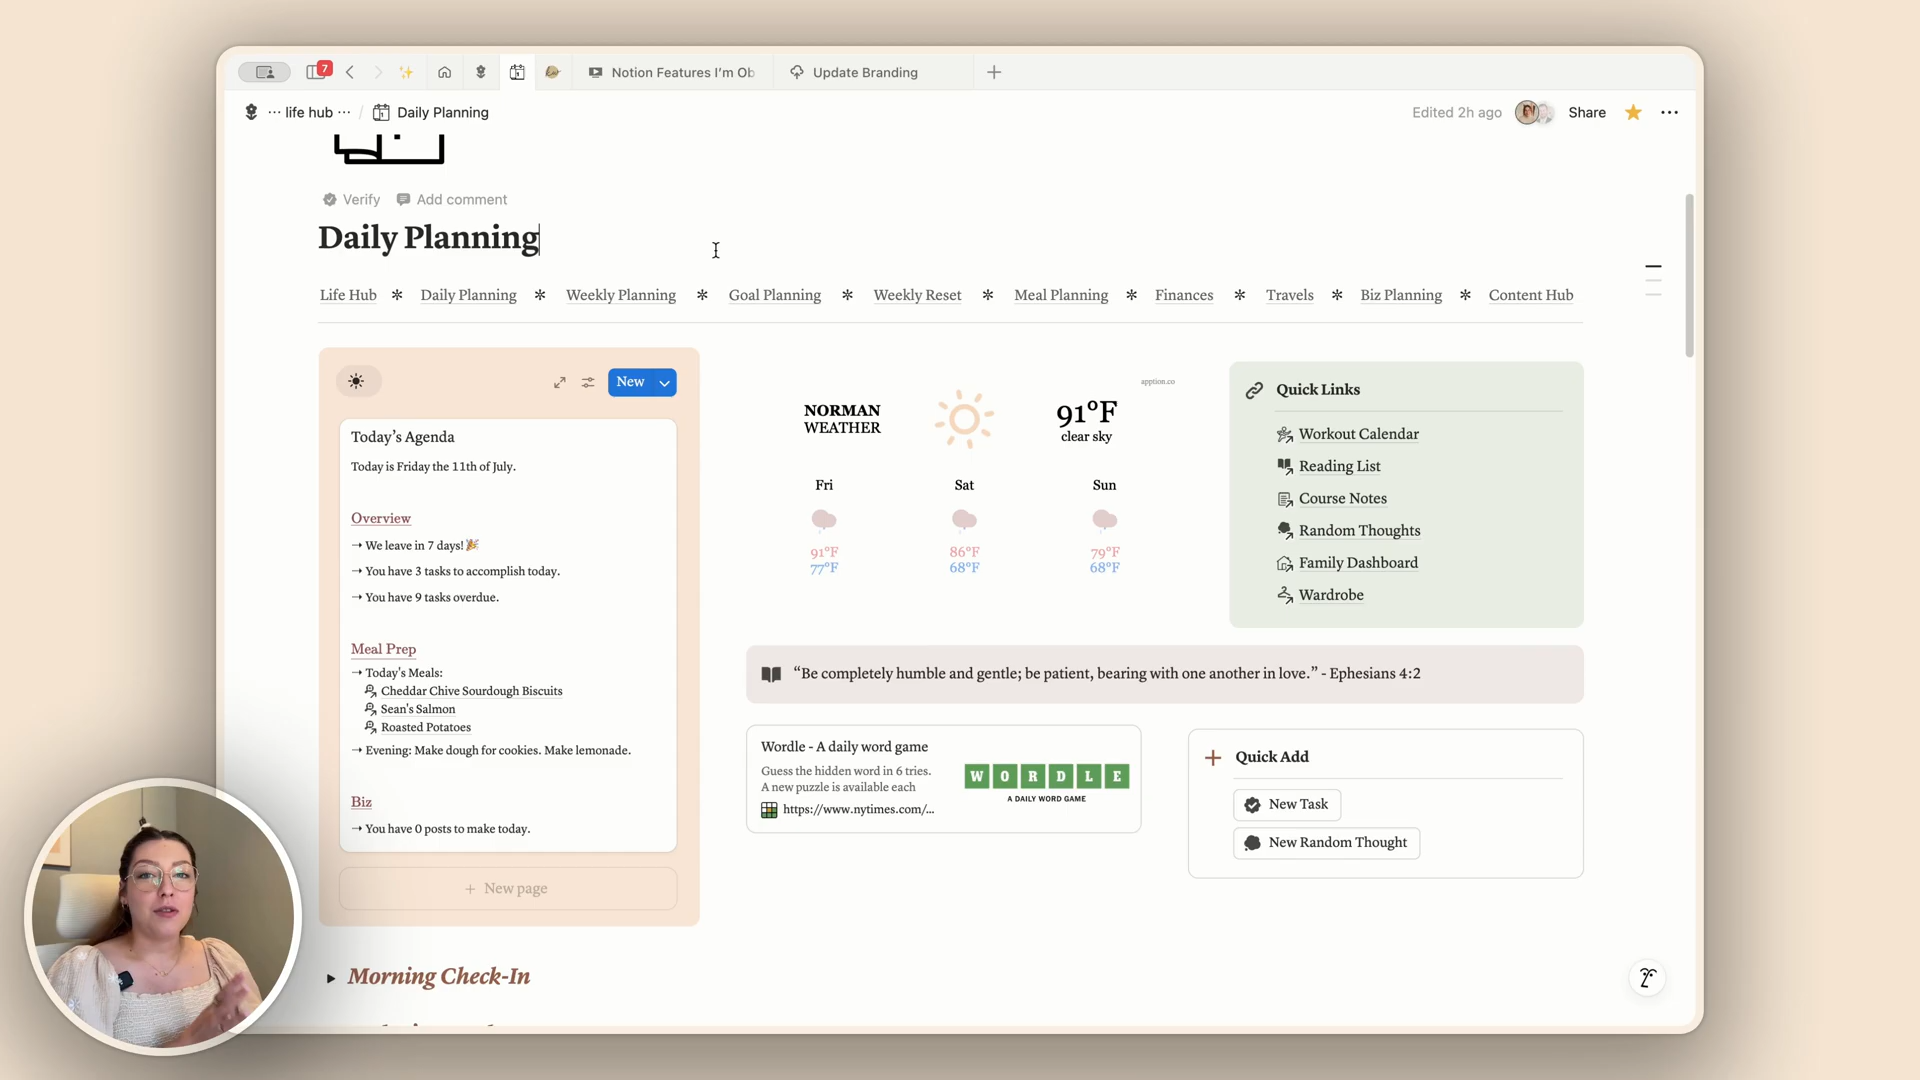 7
Notion Features I'm Ob
Update Branding
··· life hub ··· / Daily Planning
Edited 2h ago
Share
Verify
Add comment
Daily Planning
Life Hub * Daily Planning * Weekly Planning * Goal Planning * Weekly Reset * Meal Planning * Finances * Travels * Biz Planning * Content Hub
New
Today's Agenda
Today is Friday the 11th of July.
Overview
→ We leave in 7 days!🎉
→ You have 3 tasks to accomplish today.
→ You have 9 tasks overdue.
Meal Prep
→ Today's Meals:
Cheddar Chive Sourdough Biscuits
Sean's Salmon
Roasted Potatoes
→ Evening: Make dough for cookies. Make lemonade.
Biz
→ You have 0 posts to make today.
+ New page
apption.co
NORMAN
WEATHER
91°F
clear sky
Fri Sat Sun
91°F 86°F 79°F
77°F 68°F 68°F
Quick Links
Workout Calendar
Reading List
Course Notes
Random Thoughts
Family Dashboard
Wardrobe
“Be completely humble and gentle; be patient, bearing with one another in love.” - Ephesians 4:2
Wordle - A daily word game
Guess the hidden word in 6 tries.
A new puzzle is available each
https://www.nytimes.com/...
WORDLE
A DAILY WORD GAME
Quick Add
New Task
New Random Thought
Morning Check-In